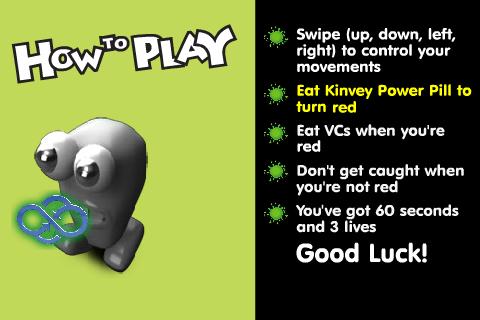 How TO PLAY
Swipe (up, down, left,
right) to control your
movements
Eat Kinvey Power Pill to
turn red
Eat VCs when you're
red
Don't get caught when
you're not red
You've got 60 seconds
and 3 lives
Good Luck!